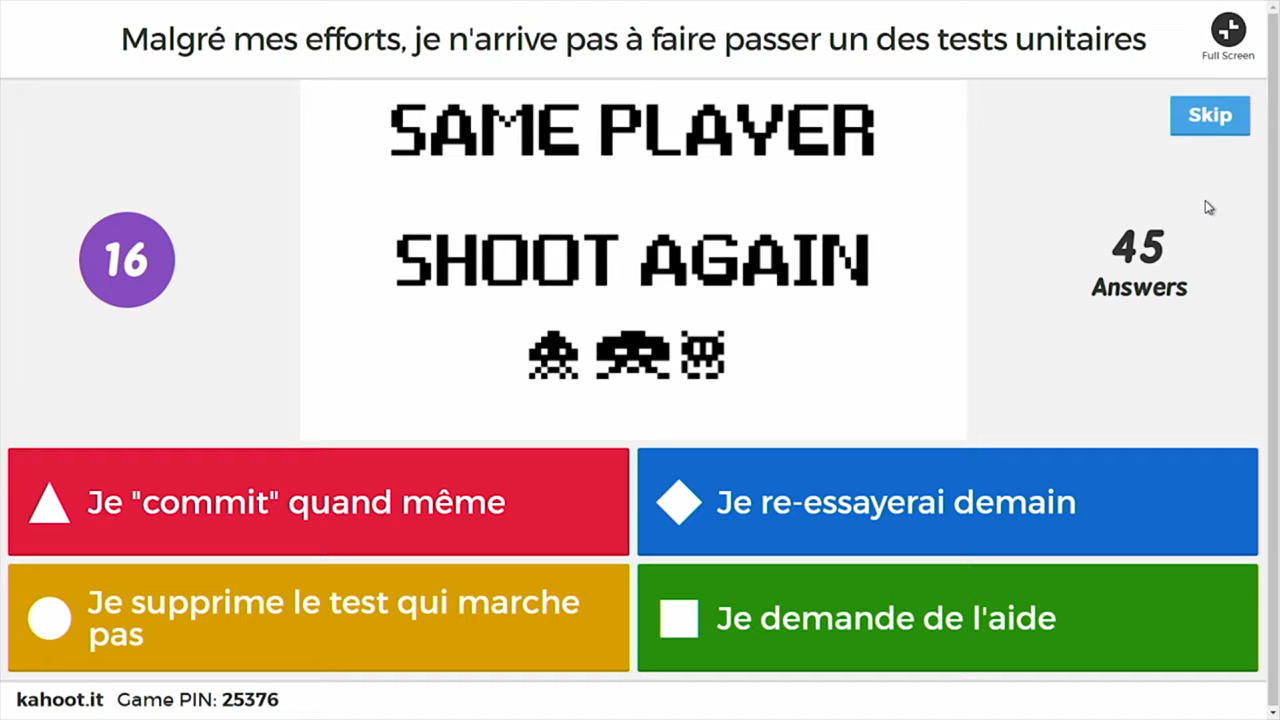 Malgré mes efforts, je n'arrive pas à faire passer un des tests unitaires
Full Screen
SAME PLAYER
Skip
SHOOT AGAIN
16
45
Answers
Je "commit" quand même
Je re-essayerai demain
Je supprime le test qui marche
pas
Je demande de l'aide
kahoot.it Game PIN: 25376